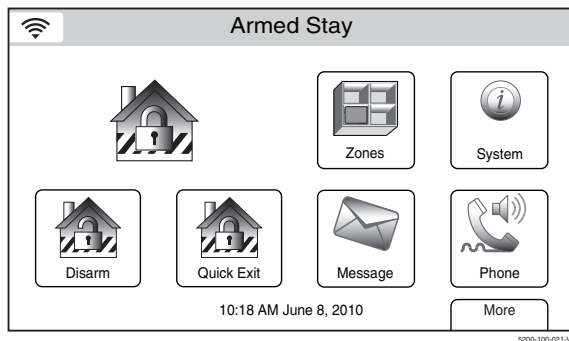 Armed Stay
Zones
System
Disarm
Quick Exit
Message
Phone
10:18 AM June 8, 2010
More